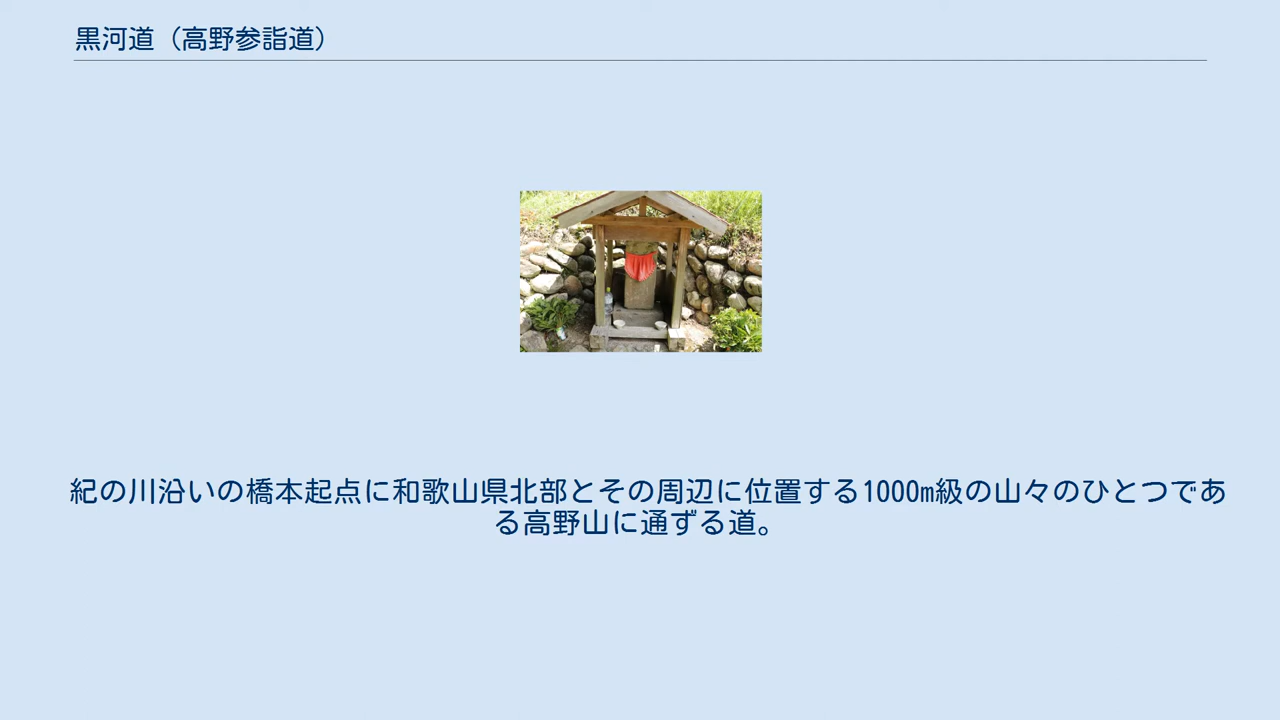 黒河道（高野参詣道）
紀の川沿いの橋本起点に和歌山県北部とその周辺に位置する1000m級の山々のひとつであ
る高野山に通ずる道。